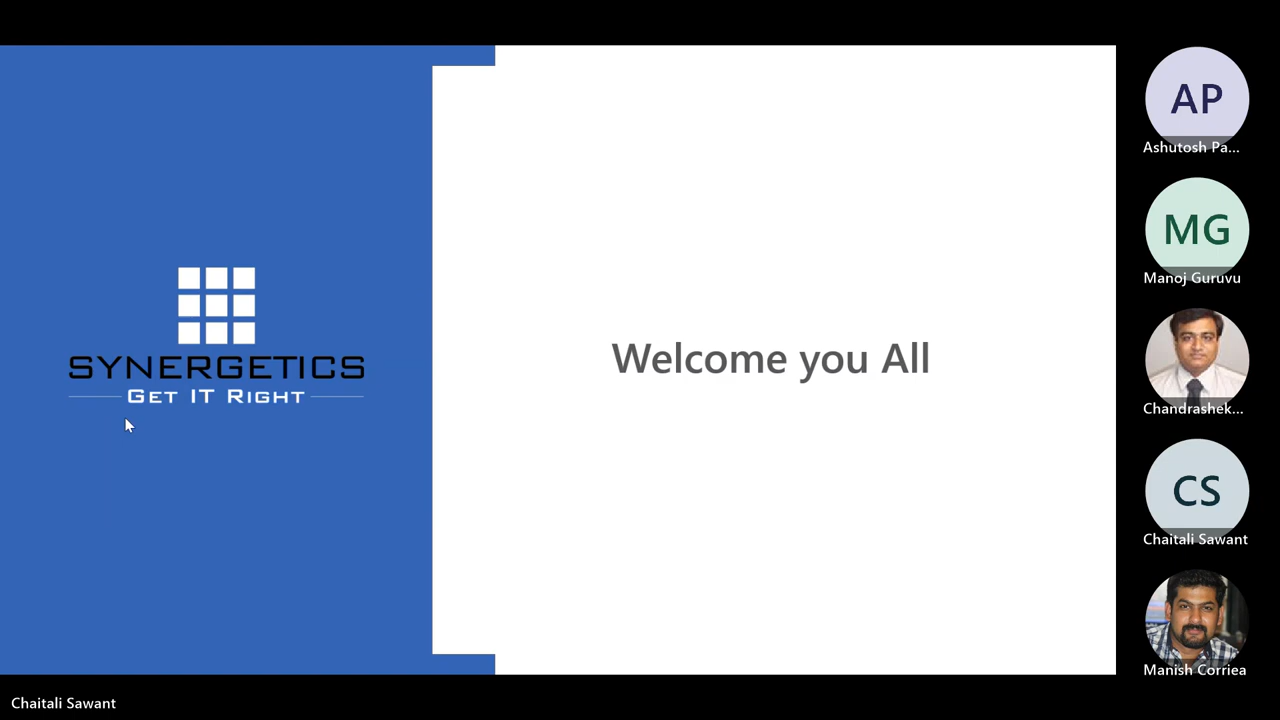 SYNERGETICS
GET IT RIGHT
Welcome you All
AP
Ashutosh Pa...
MG
Manoj Guruvu
Chandrashek...
CS
Chaitali Sawant
Manish Corriea
Chaitali Sawant